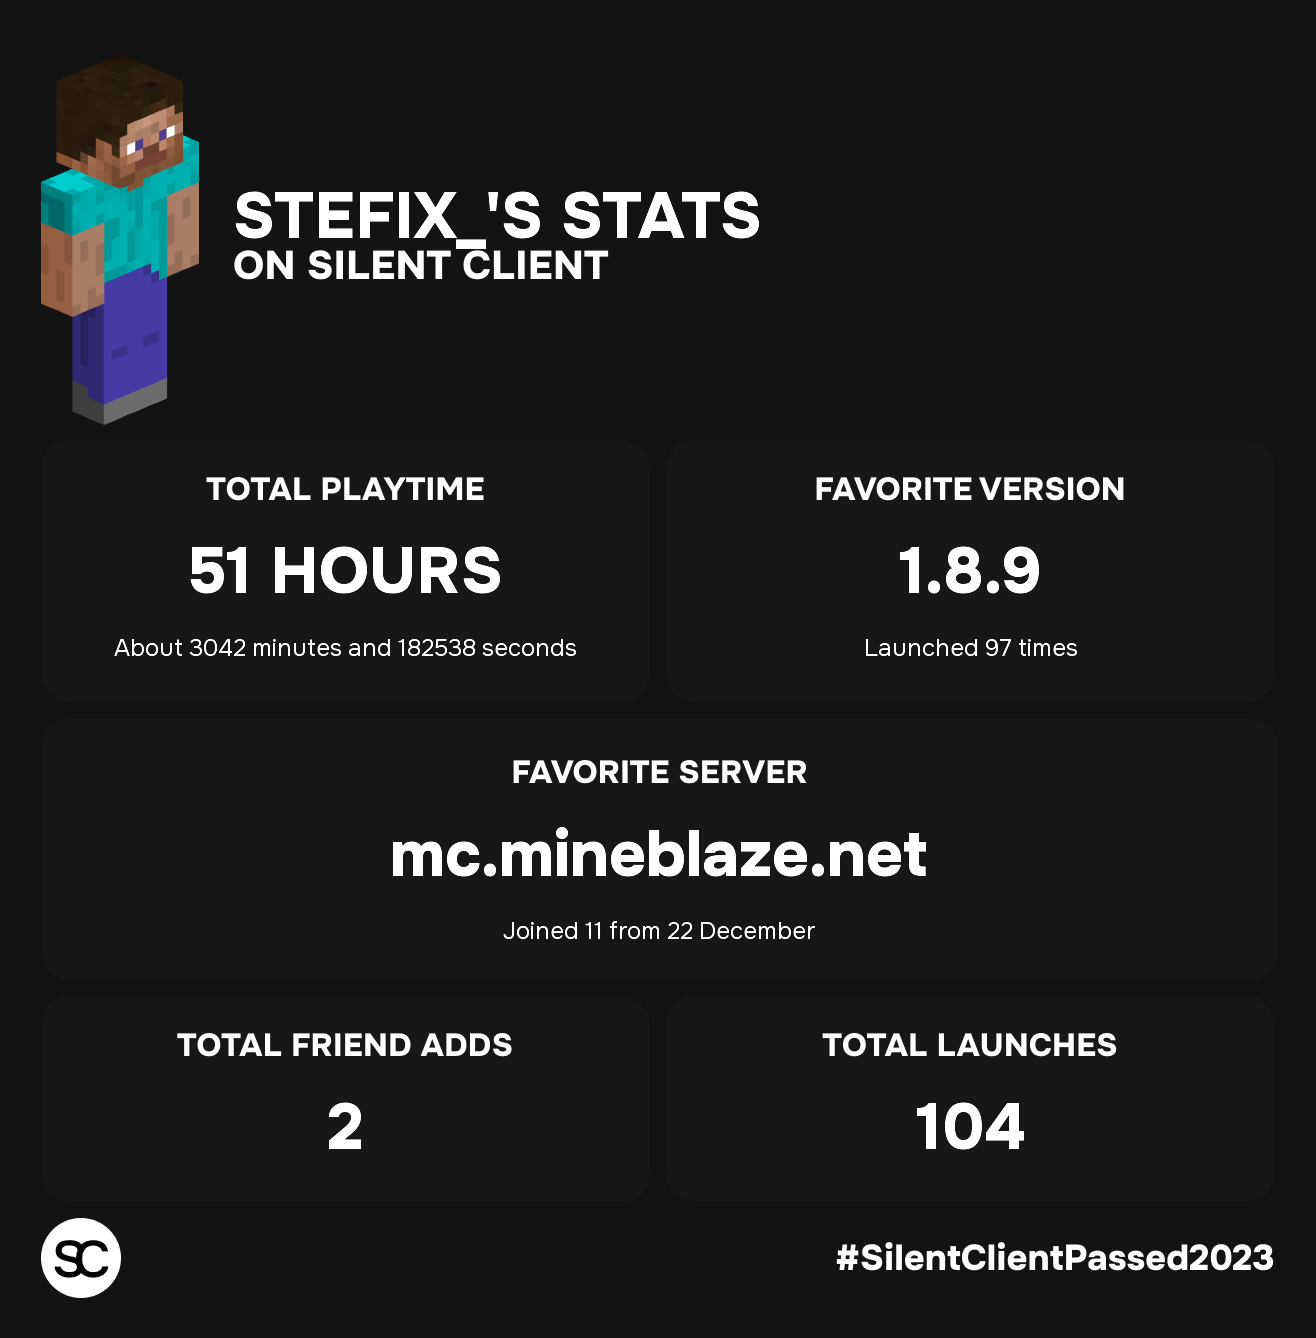 STEFIX_'S STATS
ON SILENT CLIENT
TOTAL PLAYTIME
51 HOURS
About 3042 minutes and 182538 seconds
FAVORITE VERSION
1.8.9
Launched 97 times
FAVORITE SERVER
mc.mineblaze.net
Joined 11 from 22 December
TOTAL FRIEND ADDS
2
TOTAL LAUNCHES
104
SC
#SilentClientPassed2023